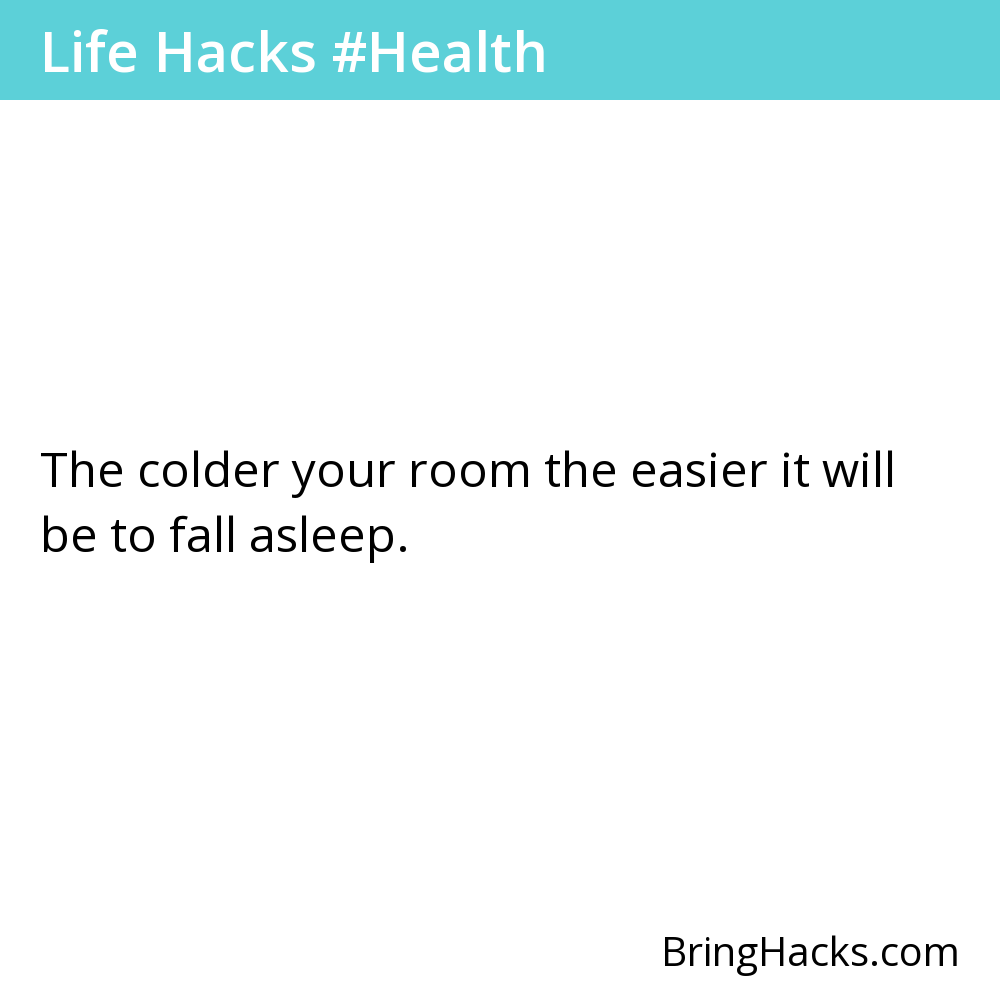 Life Hacks #Health
The colder your room the easier it will
be to fall asleep.
BringHacks.com